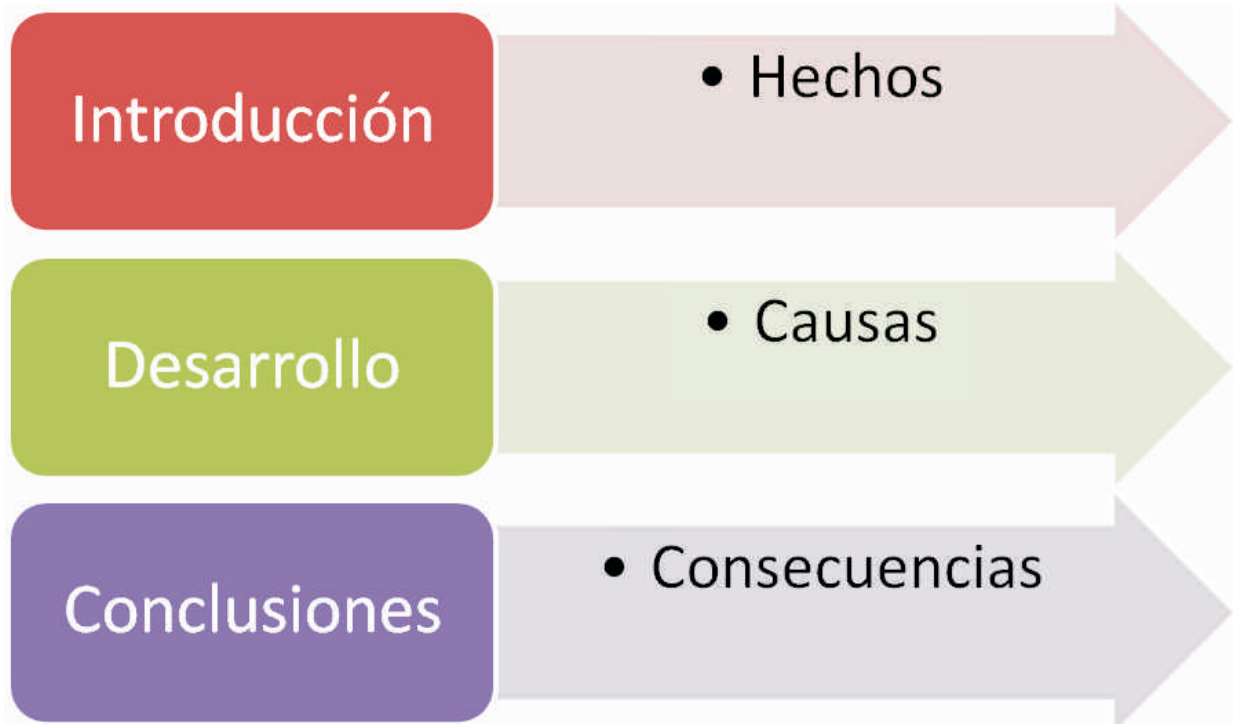 Introducción
• Hechos
Desarrollo
• Causas
Conclusiones
• Consecuencias